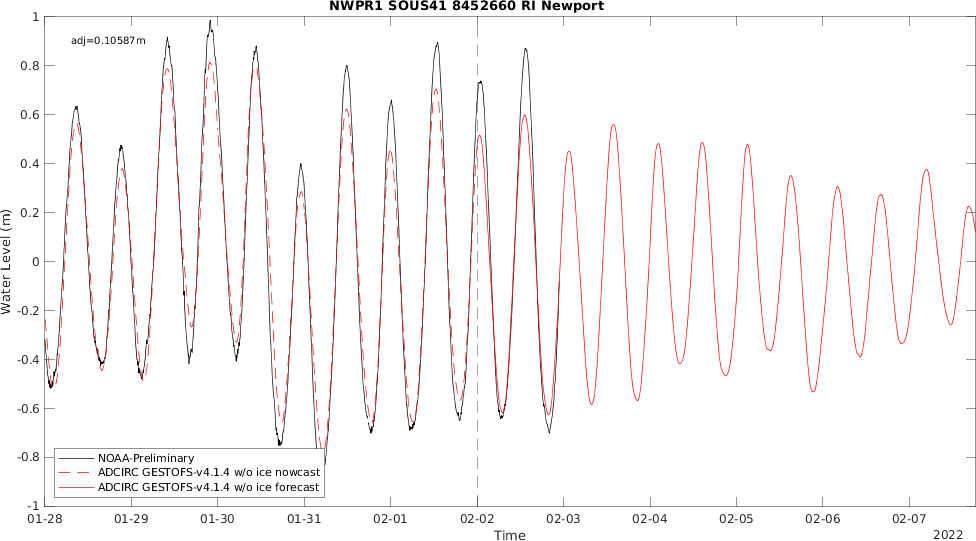 NWPR1 SOUS41 8452660 RI Newport
adj=0.10587m
Water Level (m)
1
0.8
0.6
0.4
0.2
0
-0.2
-0.4
-0.6
-0.8
-1
NOAA-Preliminary
ADCIRC GESTOFS-v4.1.4 w/o ice nowcast
ADCIRC GESTOFS-v4.1.4 w/o ice forecast
01-28 01-29 01-30 01-31 02-01 02-02 02-03 02-04 02-05 02-06 02-07
Time
2022